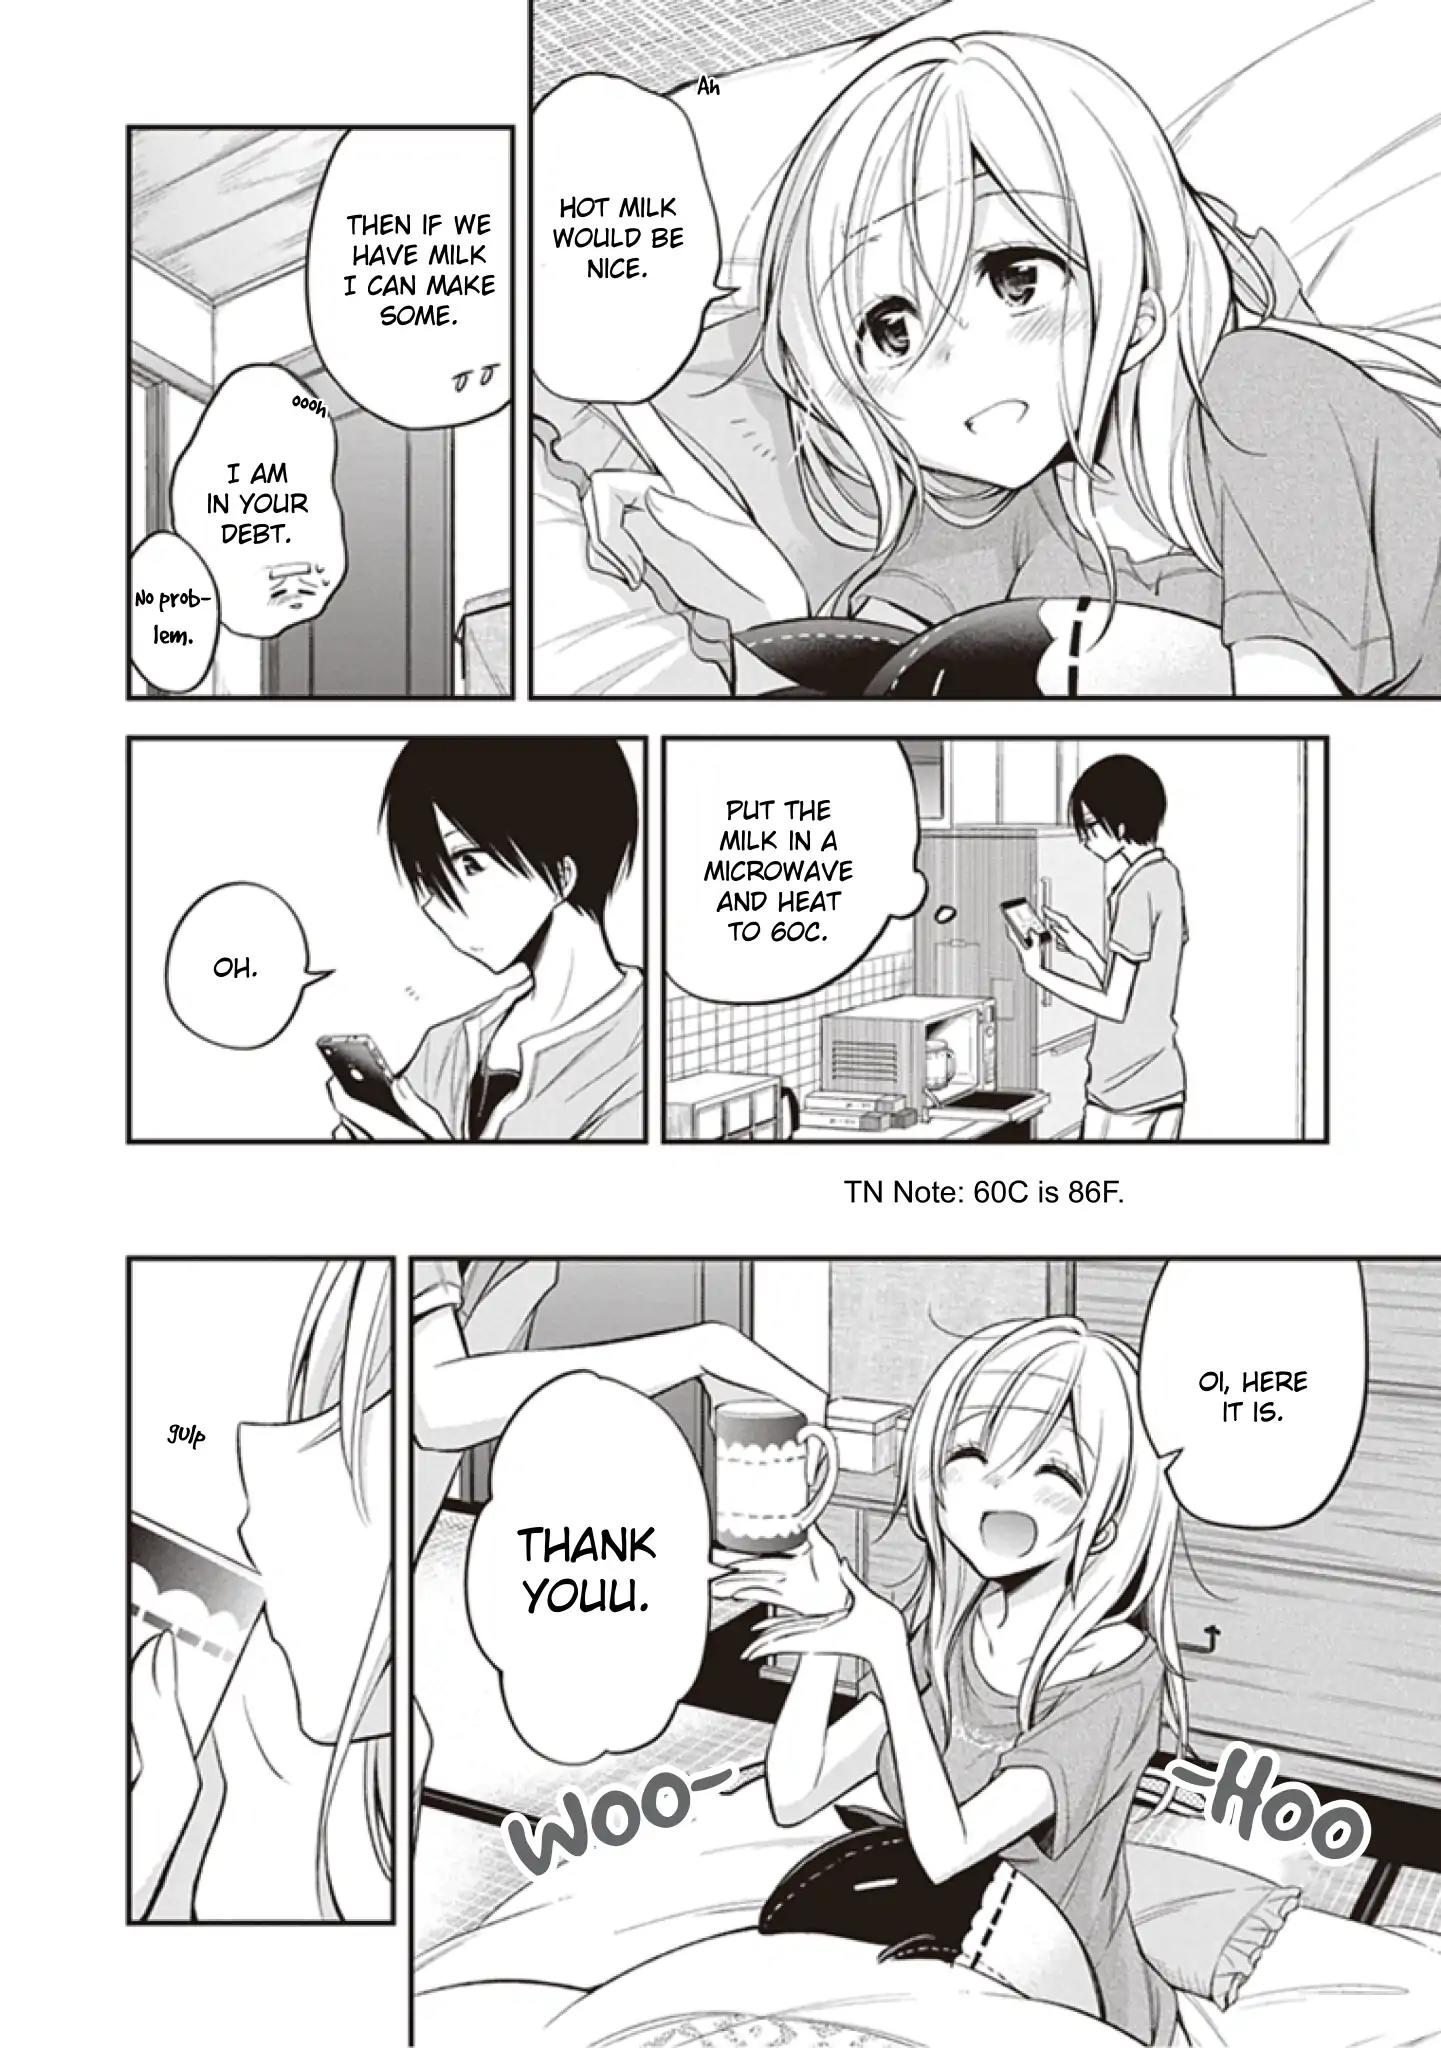 Ah
HOT MILK
WOULD BE
NICE.
THEN IF WE
HAVE MILK
I CAN MAKE
SOME.
oooh
I AM
IN YOUR
DEBT.
No prob-
lem.
PUT THE
MILK IN A
MICROWAVE
AND HEAT
TO 60C.
OH.
TN Note: 60C is 86F.
OI, HERE
IT IS.
THANK
YOUU.
WOO-
-HOO
gulp